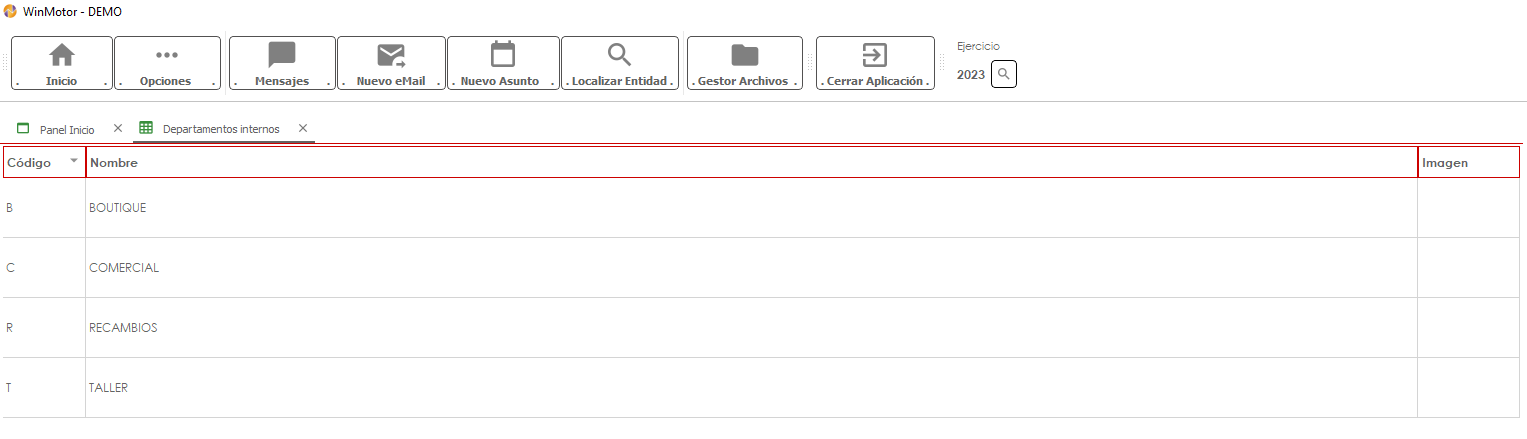 WinMotor - DEMO
Ejercicio
. Inicio . . Opciones . . Mensajes . . Nuevo eMail . . Nuevo Asunto . . Localizar Entidad . . Gestor Archivos . . Cerrar Aplicación . 2023
Panel Inicio Departamentos internos
Código Nombre Imagen
B BOUTIQUE
C COMERCIAL
R RECAMBIOS
T TALLER